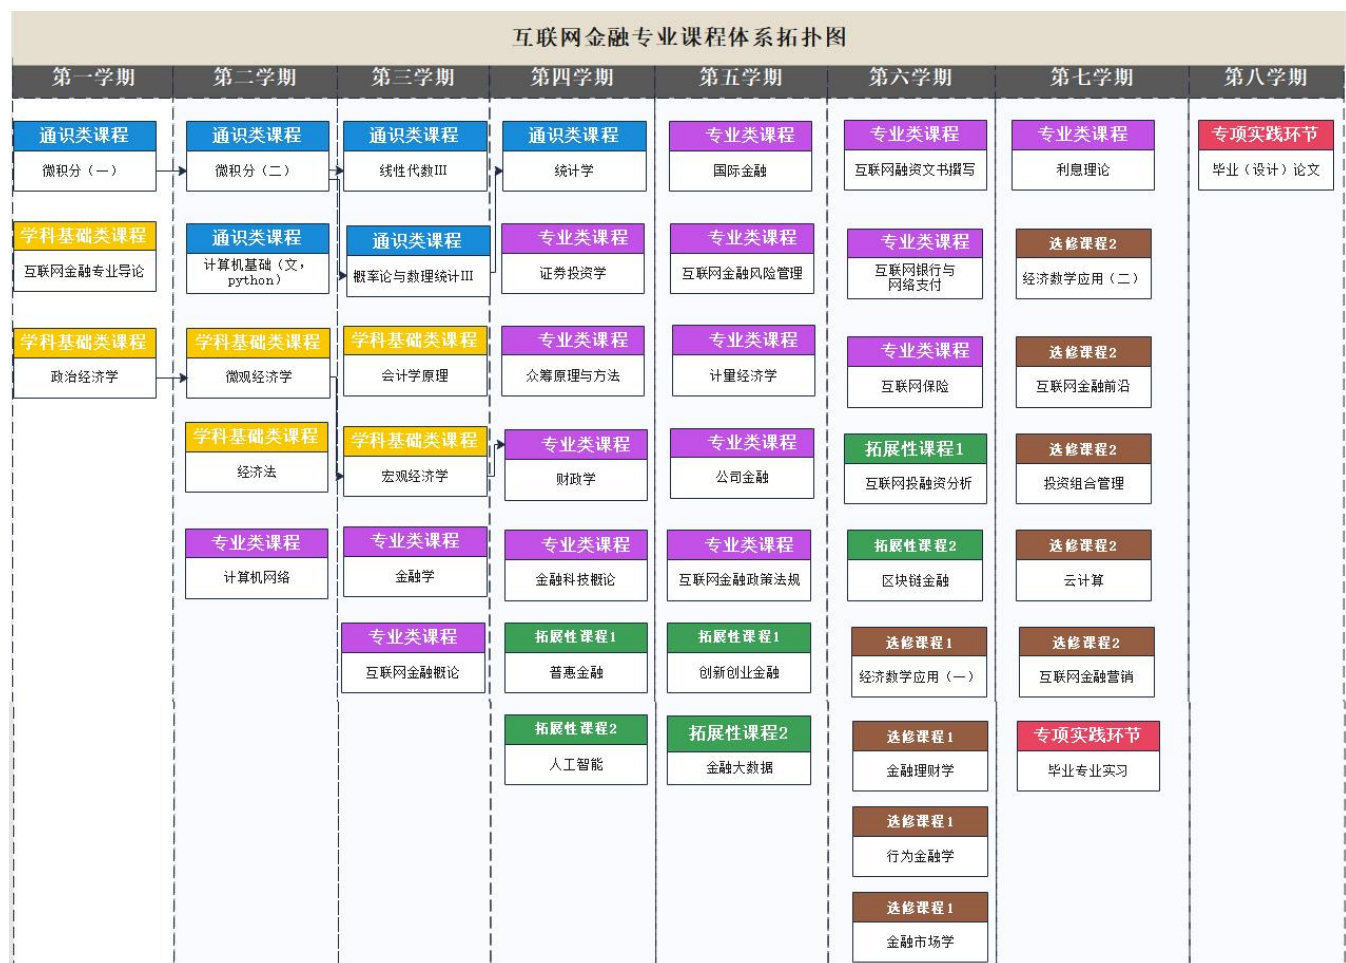 互联网金融专业课程体系拓扑图
第一学期
第二学期
第三学期
第四学期
第五学期
第六学期
第七学期
第八学期
通识类课程
微积分（一）
学科基础类课程
互联网金融专业导论
学科基础类课程
政治经济学
通识类课程
微积分（二）
通识类课程
计算机基础（文，
python）
学科基础类课程
微观经济学
学科基础类课程
经济法
专业类课程
计算机网络
通识类课程
线性代数III
通识类课程
概率论与数理统计III
学科基础类课程
会计学原理
学科基础类课程
宏观经济学
专业类课程
金融学
专业类课程
互联网金融概论
通识类课程
统计学
专业类课程
证券投资学
专业类课程
众筹原理与方法
专业类课程
财政学
专业类课程
金融科技概论
拓展性课程1
普惠金融
拓展性课程2
人工智能
专业类课程
国际金融
专业类课程
互联网金融风险管理
专业类课程
计量经济学
专业类课程
公司金融
专业类课程
互联网金融政策法规
拓展性课程1
创新创业金融
拓展性课程2
金融大数据
专业类课程
互联网融资文书撰写
专业类课程
互联网银行与
网络支付
专业类课程
互联网保险
拓展性课程1
互联网投融资分析
拓展性课程2
区块链金融
选修课程1
经济数学应用（一）
选修课程1
金融理财学
选修课程1
行为金融学
选修课程1
金融市场学
专业类课程
利息理论
选修课程2
经济数学应用（二）
选修课程2
互联网金融前沿
选修课程2
投资组合管理
选修课程2
云计算
选修课程2
互联网金融营销
专项实践环节
毕业专业实习
专项实践环节
毕业（设计）论文